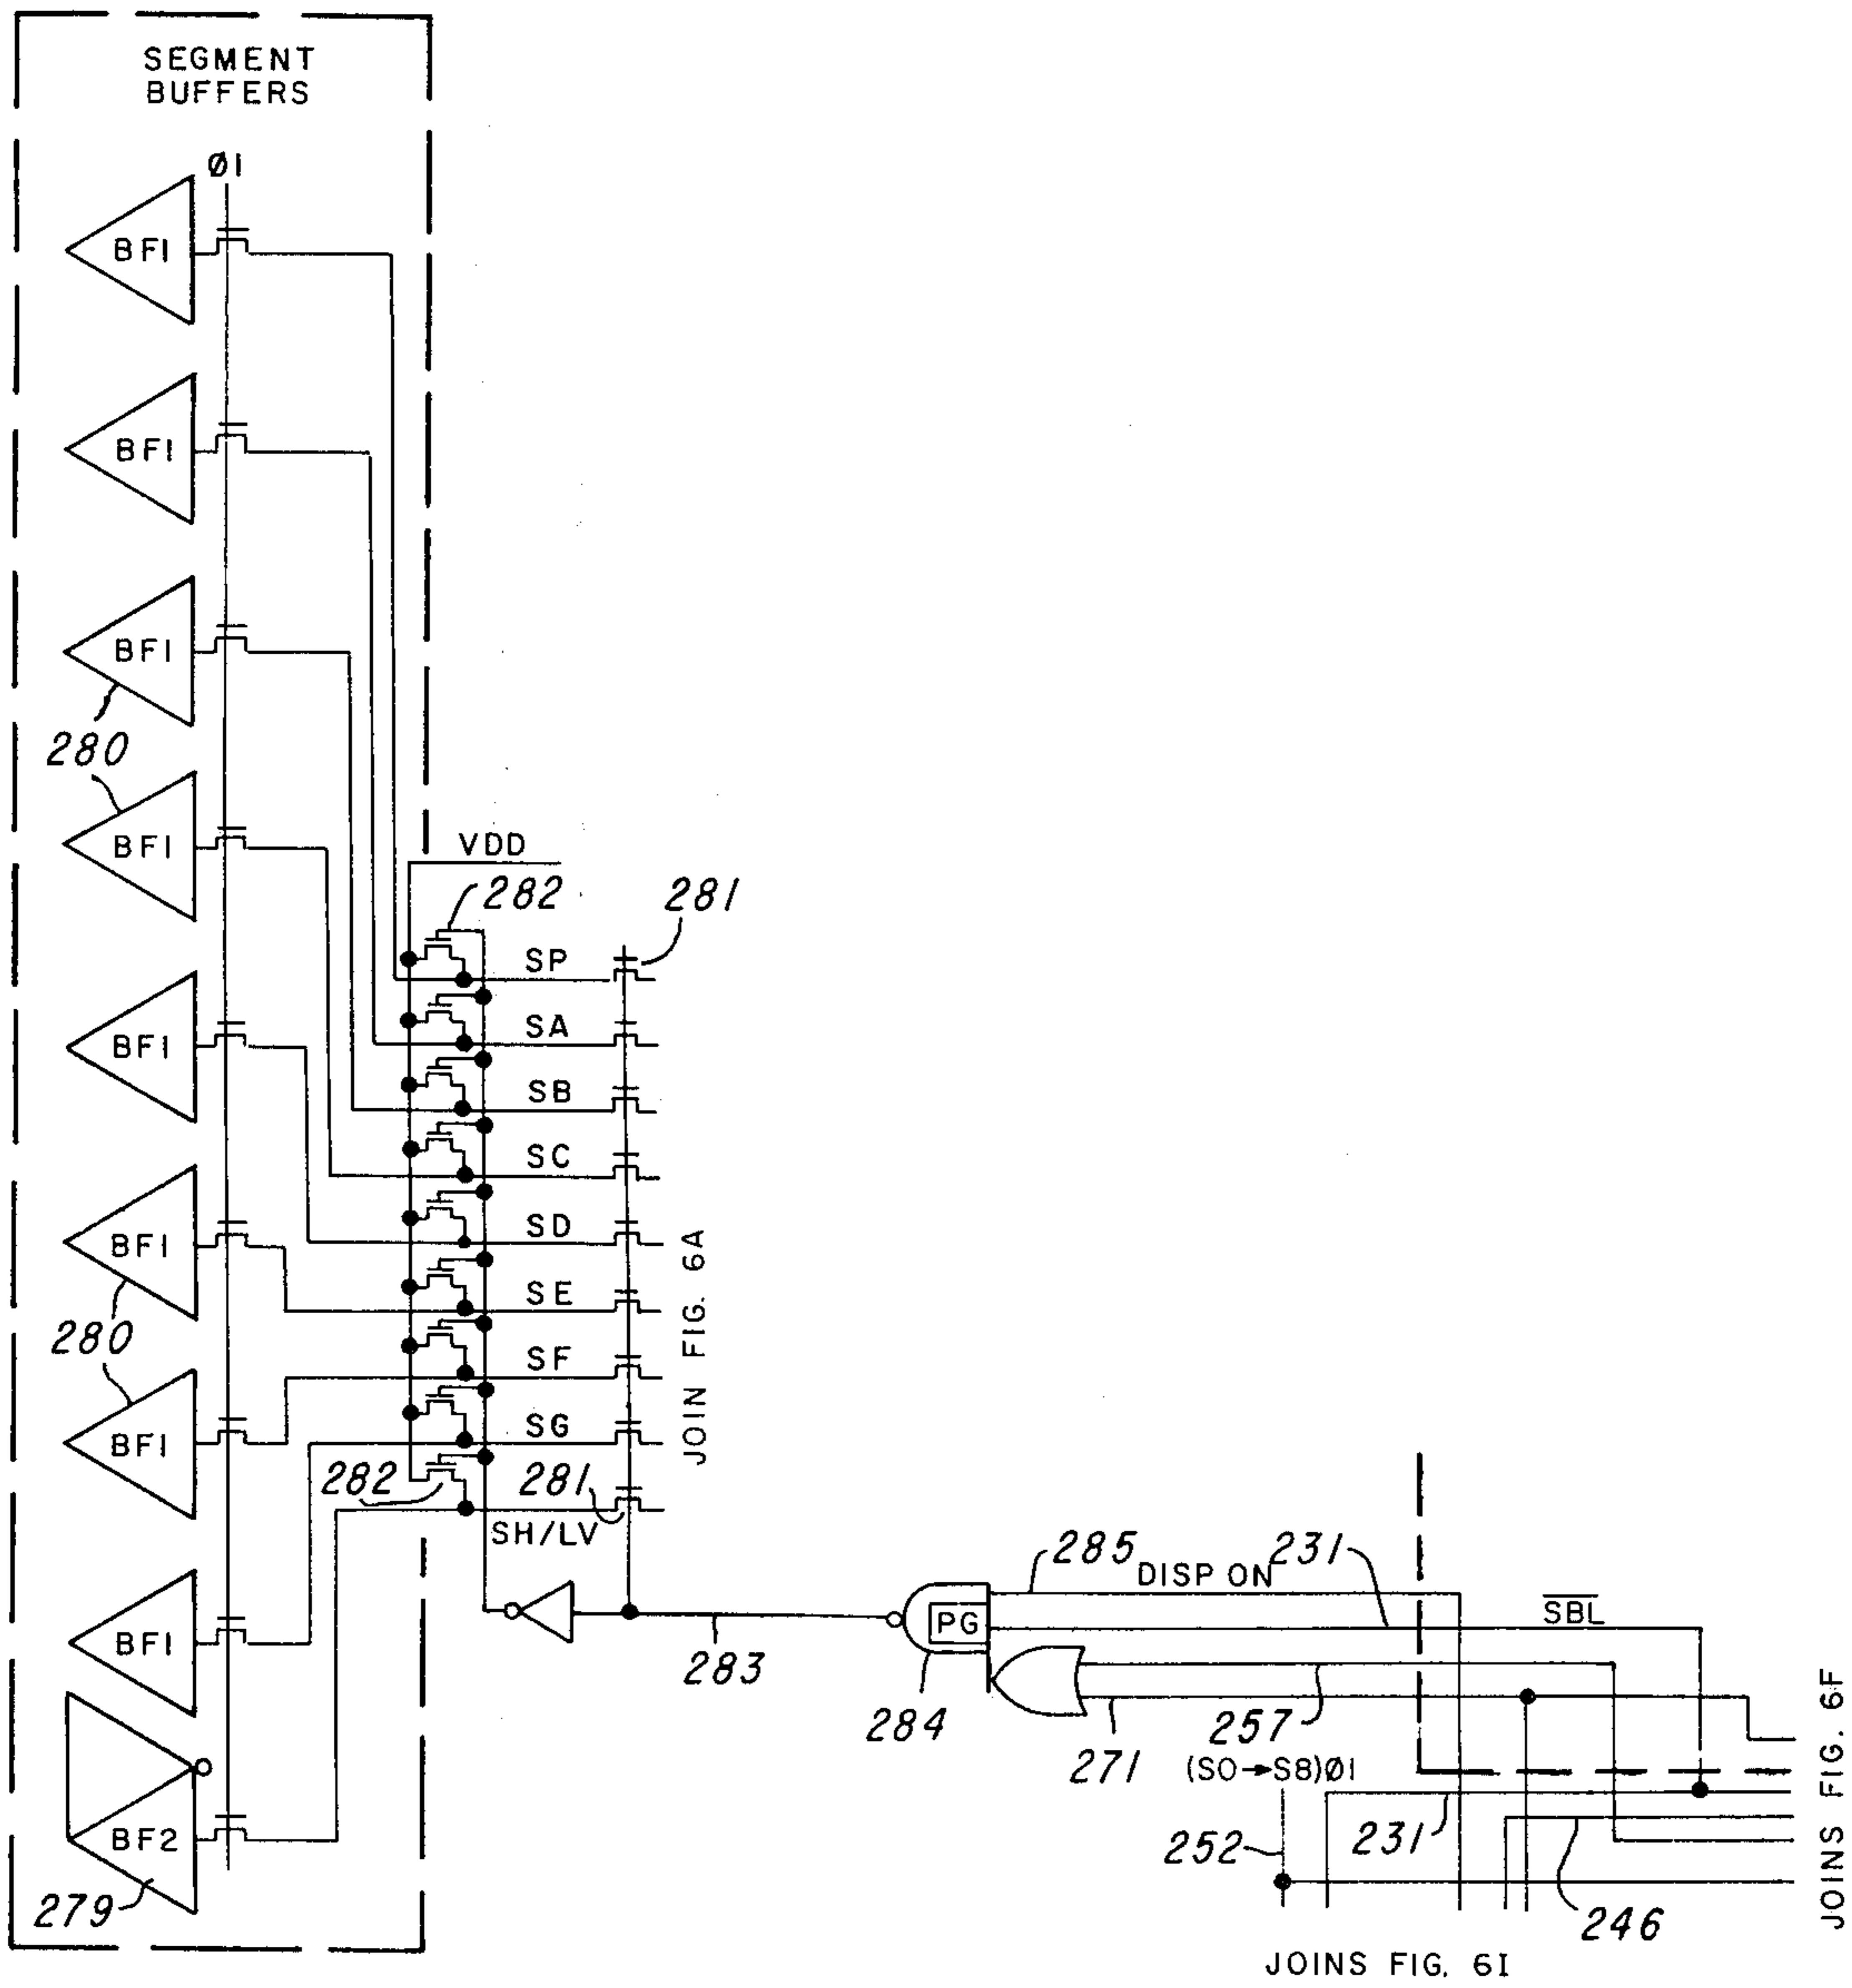 SEGMENT
BUFFERS
Ø1
BF1
BF1
BF1
280
BF1
VDD
282
281
SP
BF1
SA
SB
SC
BF1
SD
280
SE
SF
BF1
SG
282
281
SH/LV
JOIN FIG. 6A
285
DISP ON
231
SBL
PG
BF1
283
284
257
271
(S0→S8)Ø1
BF2
252
231
279
246
JOINS FIG. 6F
JOINS FIG. 6I